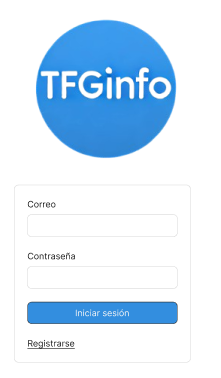 TFGinfo
Correo
Contraseña
Iniciar sesión
Registrarse